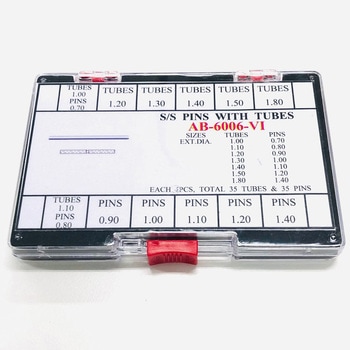 TUBES
1.00
PINS
0.70
TUBES
1.20
TUBES
1.30
TUBES
1.40
TUBES
1.50
TUBES
1.80
S/S PINS WITH TUBES
AB-6006-VI
SIZES TUBES PINS
EXT.DIA. 1.00 0.70
1.10 0.80
1.20 0.90
1.30 1.00
1.40 1.10
1.50 1.20
1.80 1.40
EACH PCS, TOTAL 35 TUBES & 35 PINS
TUBES
1.10
PINS
0.80
PINS
0.90
PINS
1.00
PINS
1.10
PINS
1.20
PINS
1.40